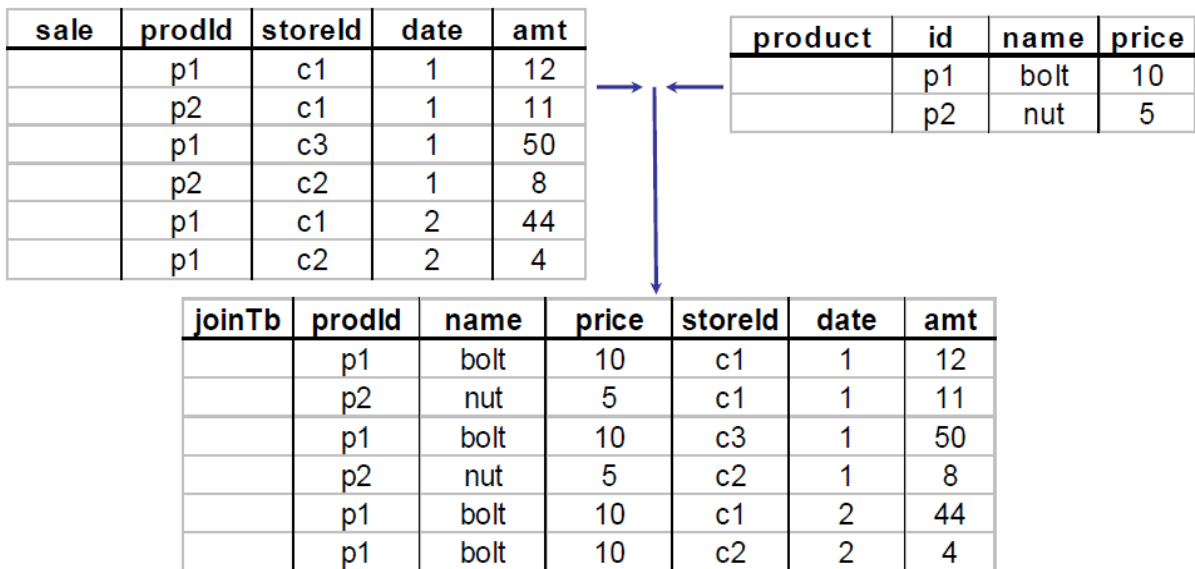 sale prodId storeId date amt
p1 c1 1 12
p2 c1 1 11
p1 c3 1 50
p2 c2 1 8
p1 c1 2 44
p1 c2 2 4
product id name price
p1 bolt 10
p2 nut 5
joinTb prodId name price storeId date amt
p1 bolt 10 c1 1 12
p2 nut 5 c1 1 11
p1 bolt 10 c3 1 50
p2 nut 5 c2 1 8
p1 bolt 10 c1 2 44
p1 bolt 10 c2 2 4